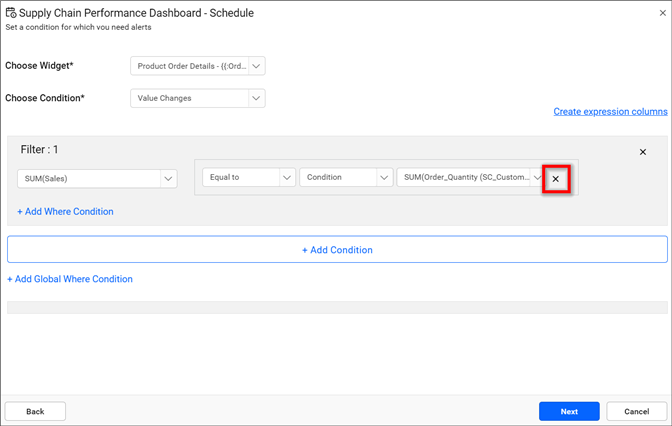 Supply Chain Performance Dashboard - Schedule
Set a condition for which you need alerts
Choose Widget*
Product Order Details - {{:Ord...
Choose Condition*
Value Changes
Create expression columns
Filter : 1
SUM(Sales)
Equal to
Condition
SUM(Order_Quantity (SC_Custom...
+ Add Where Condition
+ Add Condition
+ Add Global Where Condition
Back
Next
Cancel